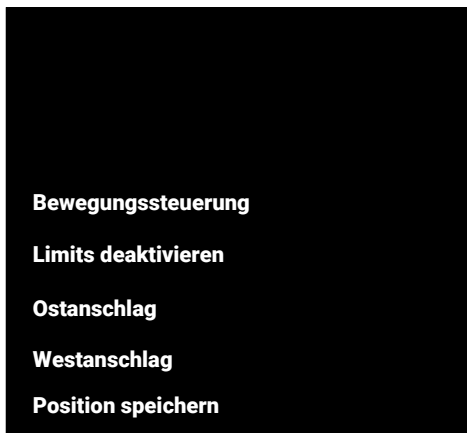 Bewegungssteuerung
Limits deaktivieren
Ostanschlag
Westanschlag
Position speichern